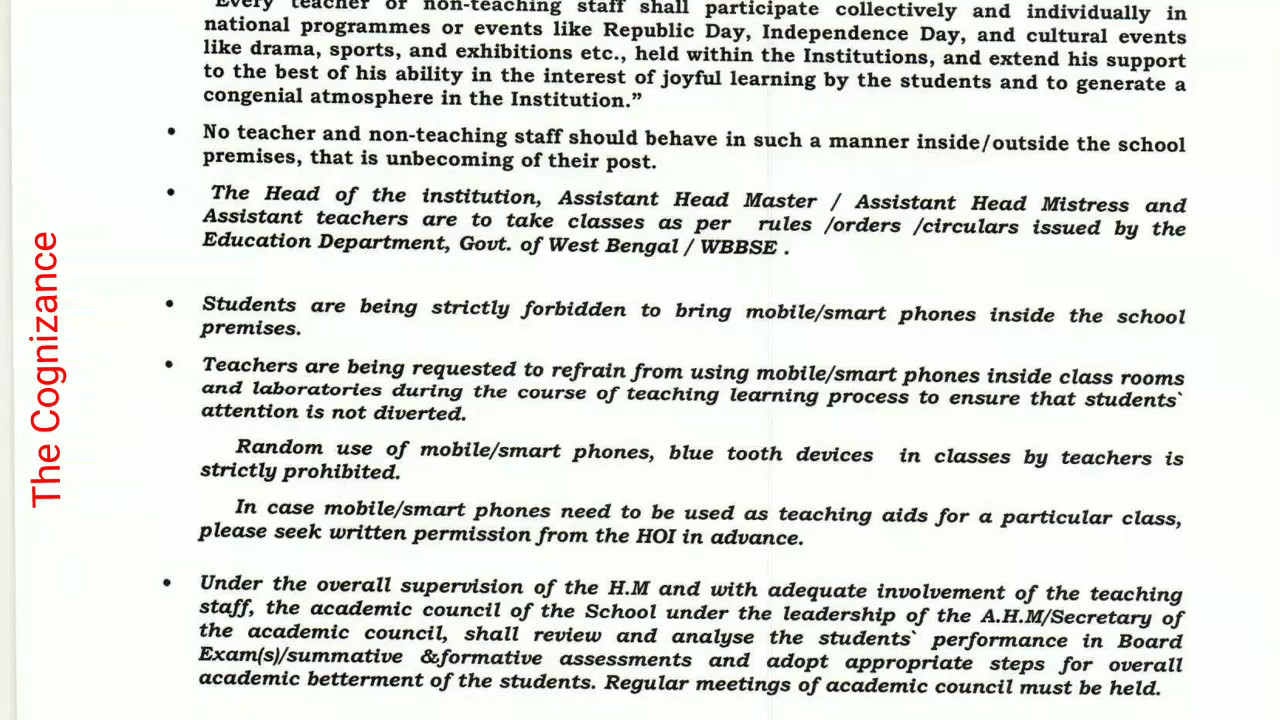 "Every teacher or non-teaching staff shall participate collectively and individually in
national programmes or events like Republic Day, Independence Day, and cultural events
like drama, sports, and exhibitions etc., held within the Institutions, and extend his support
to the best of his ability in the interest of joyful learning by the students and to generate a
congenial atmosphere in the Institution."
• No teacher and non-teaching staff should behave in such a manner inside/outside the school
premises, that is unbecoming of their post.
• The Head of the institution, Assistant Head Master / Assistant Head Mistress and
Assistant teachers are to take classes as per rules /orders /circulars issued by the
Education Department, Govt. of West Bengal / WBBSE .
• Students are being strictly forbidden to bring mobile/smart phones inside the school
premises.
• Teachers are being requested to refrain from using mobile/smart phones inside class rooms
and laboratories during the course of teaching learning process to ensure that students`
attention is not diverted.
Random use of mobile/smart phones, blue tooth devices in classes by teachers is
strictly prohibited.
In case mobile/smart phones need to be used as teaching aids for a particular class,
please seek written permission from the HOI in advance.
• Under the overall supervision of the H.M and with adequate involvement of the teaching
staff, the academic council of the School under the leadership of the A.H.M/Secretary of
the academic council, shall review and analyse the students` performance in Board
Exam(s)/summative &formative assessments and adopt appropriate steps for overall
academic betterment of the students. Regular meetings of academic council must be held.
The Cognizance